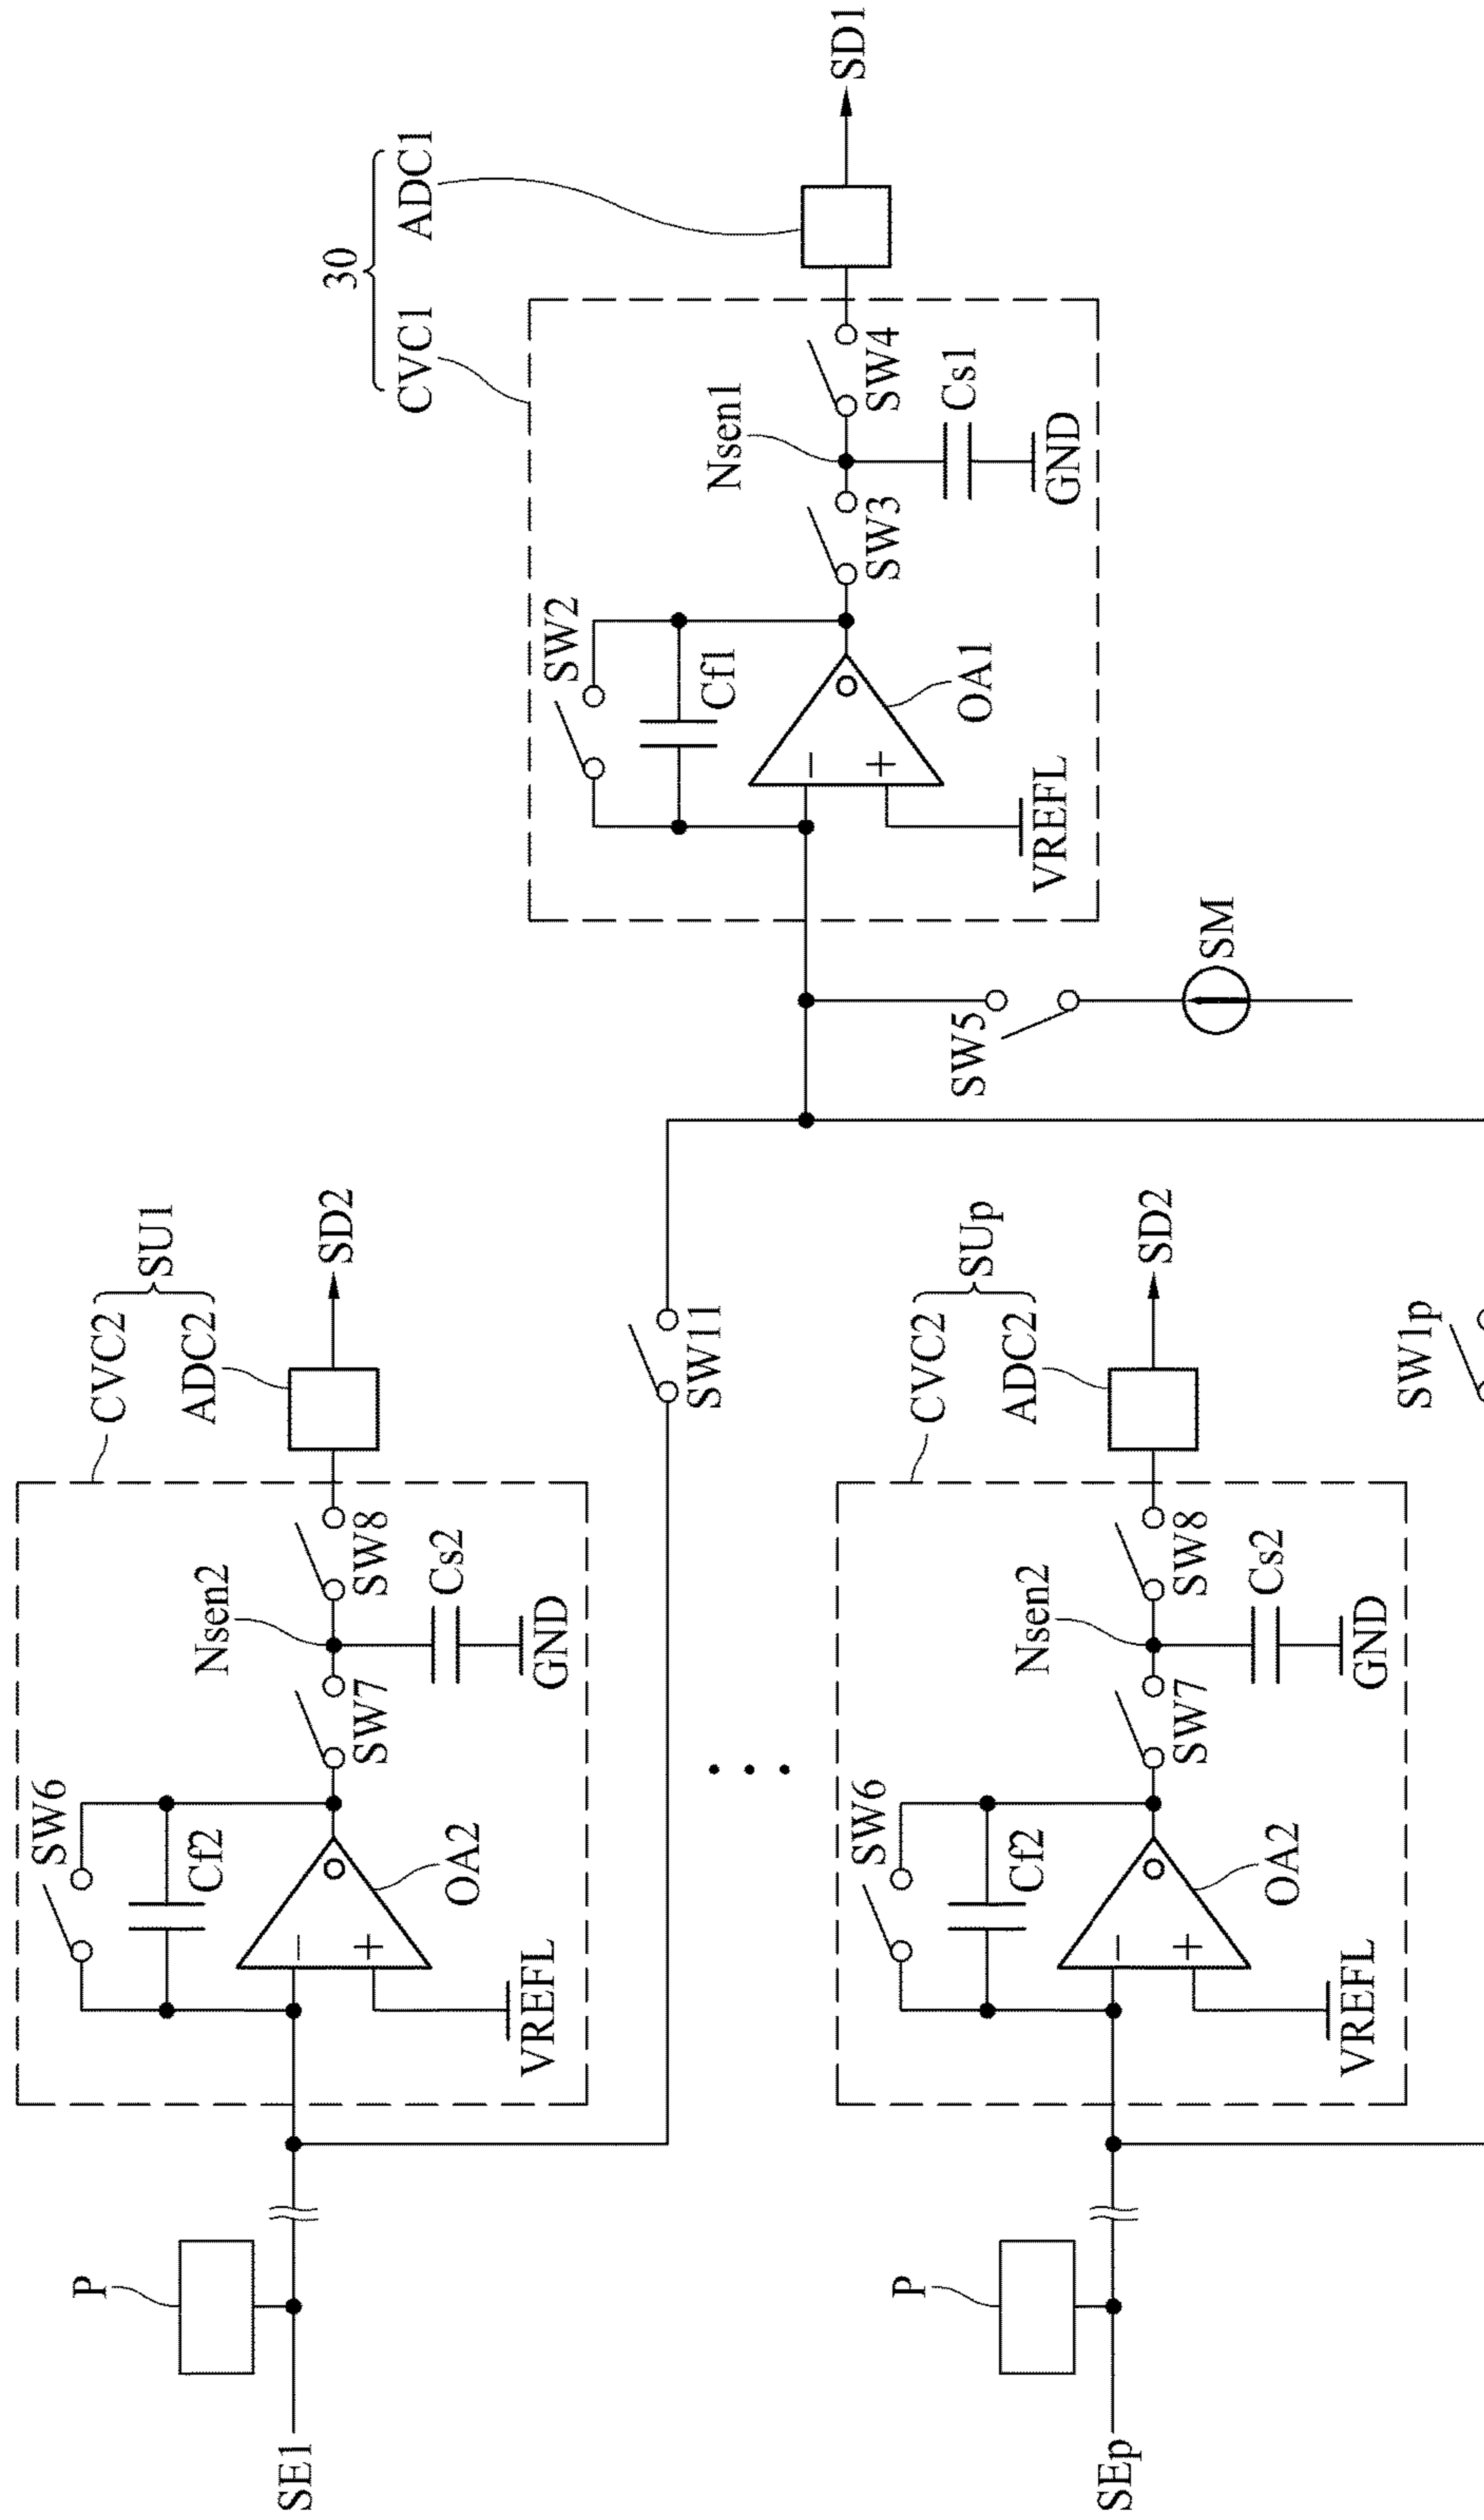 30
CVC1 ADC1
SD1
SW2
Cf1
Nsen1
SW3
SW4
Cs1
GND
OA1
VREFL
SW5
SM
SU1
CVC2
ADC2
SD2
SW6
Cf2
Nsen2
SW7
SW8
Cs2
GND
OA2
VREFL
SW11
P
SE1
SUp
CVC2
ADC2
SD2
SW6
Cf2
Nsen2
SW7
SW8
Cs2
GND
OA2
VREFL
SW1p
P
SEp